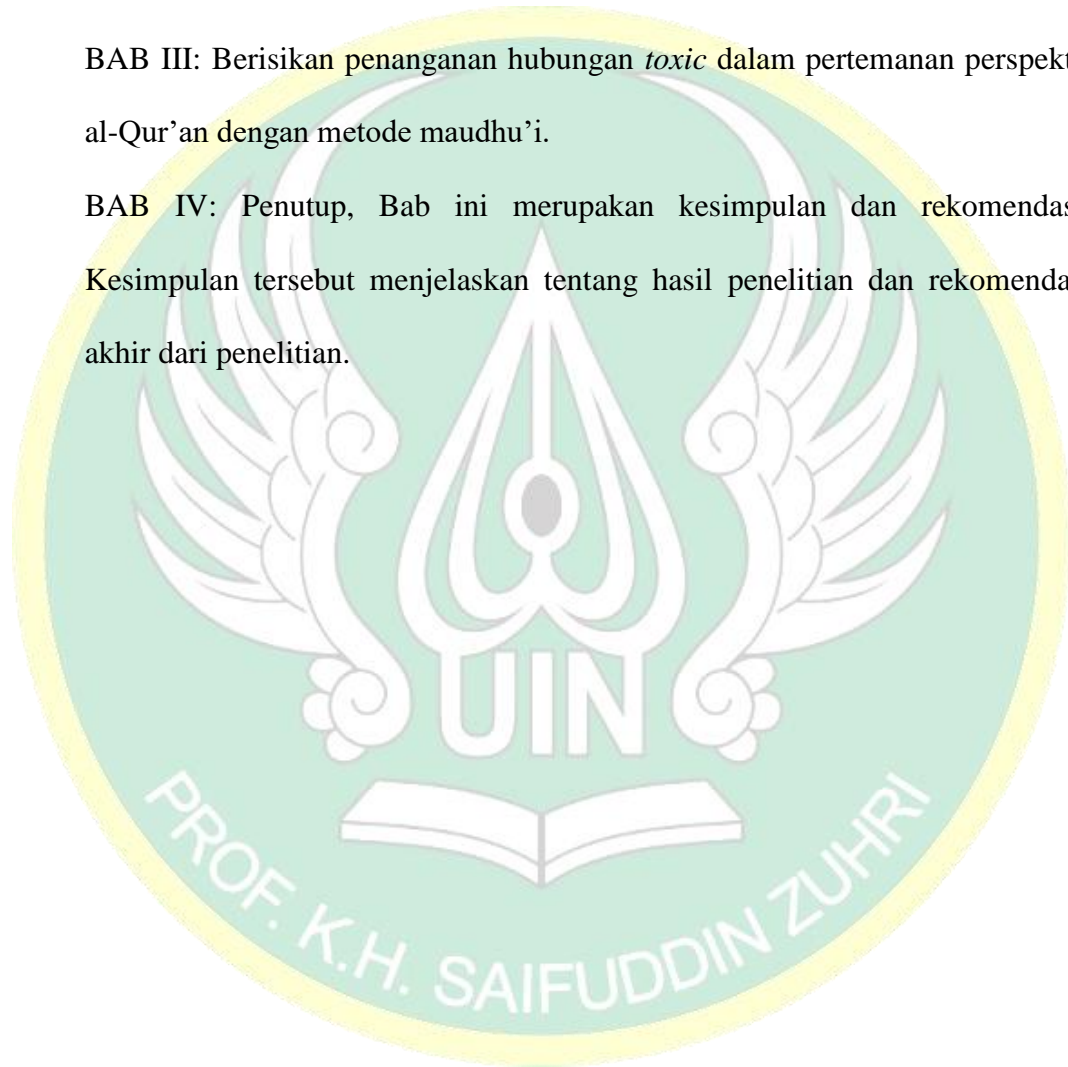 BAB III: Berisikan penanganan hubungan toxic dalam pertemanan perspekt
al-Qur’an dengan metode maudhu’i.
BAB IV: Penutup, Bab ini merupakan kesimpulan dan rekomendas
Kesimpulan tersebut menjelaskan tentang hasil penelitian dan rekomenda
akhir dari penelitian.
UIN
PROF. K.H. SAIFUDDIN ZUHRI